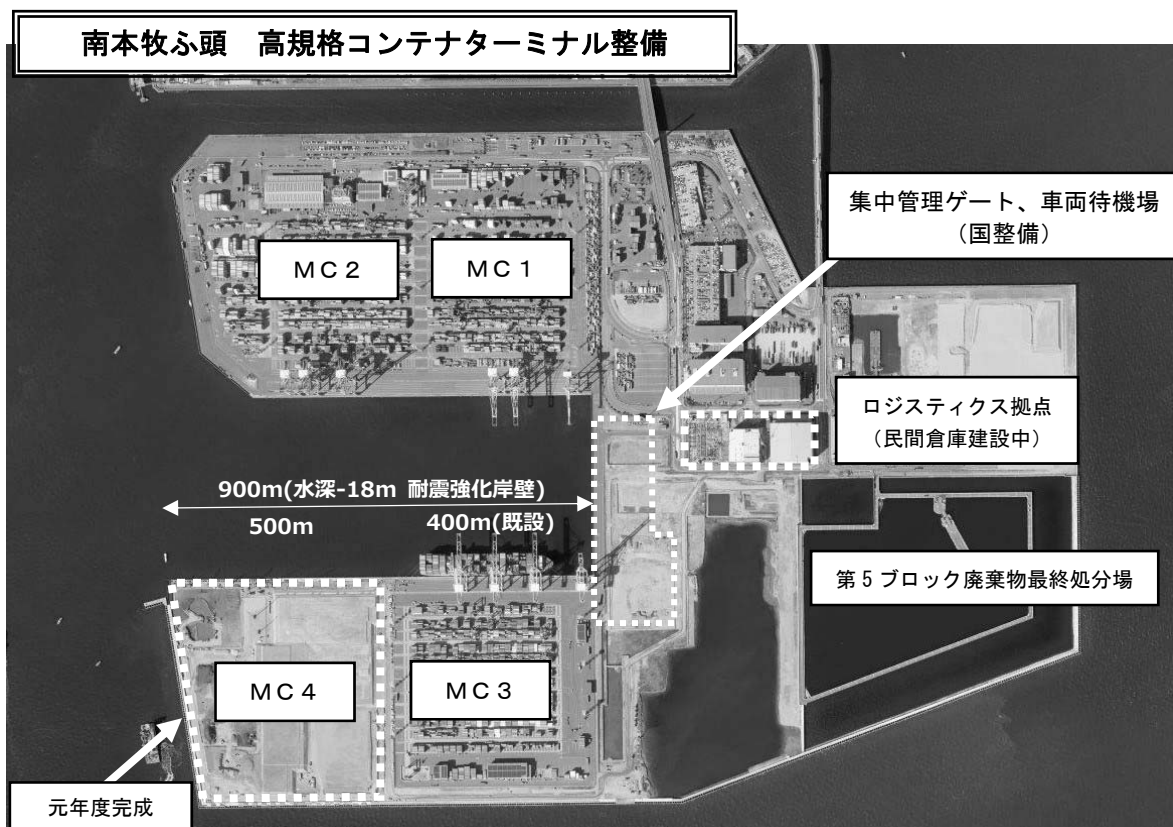 南本牧ふ頭 高規格コンテナターミナル整備
集中管理ゲート、車両待機場
（国整備）
ＭＣ２
ＭＣ１
ロジスティクス拠点
（民間倉庫建設中）
900m(水深-18m 耐震強化岸壁)
500m
400m(既設)
第５ブロック廃棄物最終処分場
ＭＣ４
ＭＣ３
元年度完成